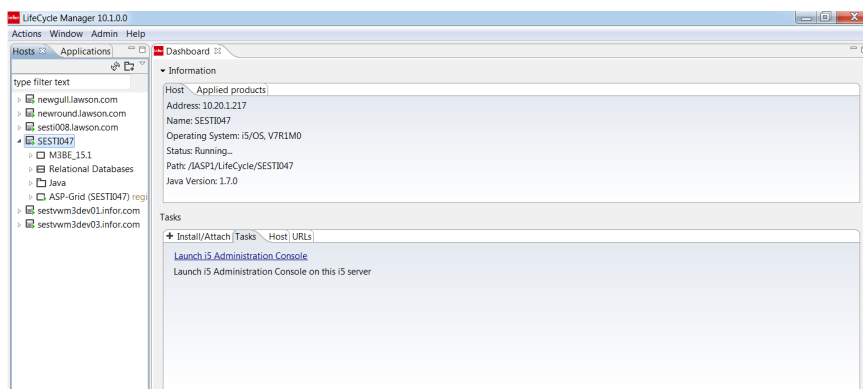 infor LifeCycle Manager 10.1.0.0
Actions Window Admin Help
Hosts Applications
type filter text
newgull.lawson.com
newround.lawson.com
sesti008.lawson.com
SESTI047
M3BE_15.1
Relational Databases
Java
ASP-Grid (SESTI047) regi
sestvwm3dev01.infor.com
sestvwm3dev03.infor.com
infor Dashboard
Information
Host Applied products
Address: 10.20.1.217
Name: SESTI047
Operating System: i5/OS, V7R1M0
Status: Running...
Path: /IASP1/LifeCycle/SESTI047
Java Version: 1.7.0
Tasks
Install/Attach Tasks Host URLs
Launch i5 Administration Console
Launch i5 Administration Console on this i5 server